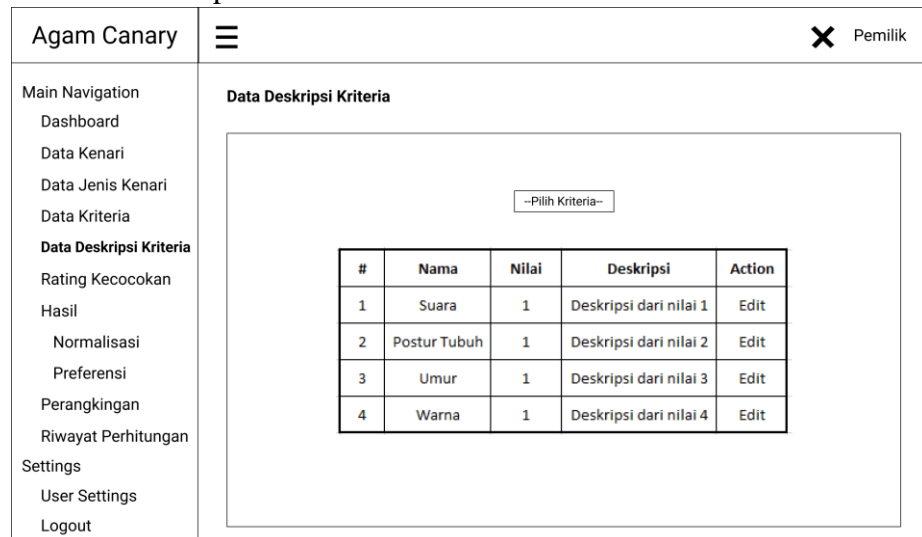 Agam Canary
Pemilik
Main Navigation
Dashboard
Data Kenari
Data Jenis Kenari
Data Kriteria
Data Deskripsi Kriteria
Rating Kecocokan
Hasil
Normalisasi
Preferensi
Perangkingan
Riwayat Perhitungan
Settings
User Settings
Logout
Data Deskripsi Kriteria
--Pilih Kriteria--
# Nama Nilai Deskripsi Action
1 Suara 1 Deskripsi dari nilai 1 Edit
2 Postur Tubuh 1 Deskripsi dari nilai 2 Edit
3 Umur 1 Deskripsi dari nilai 3 Edit
4 Warna 1 Deskripsi dari nilai 4 Edit